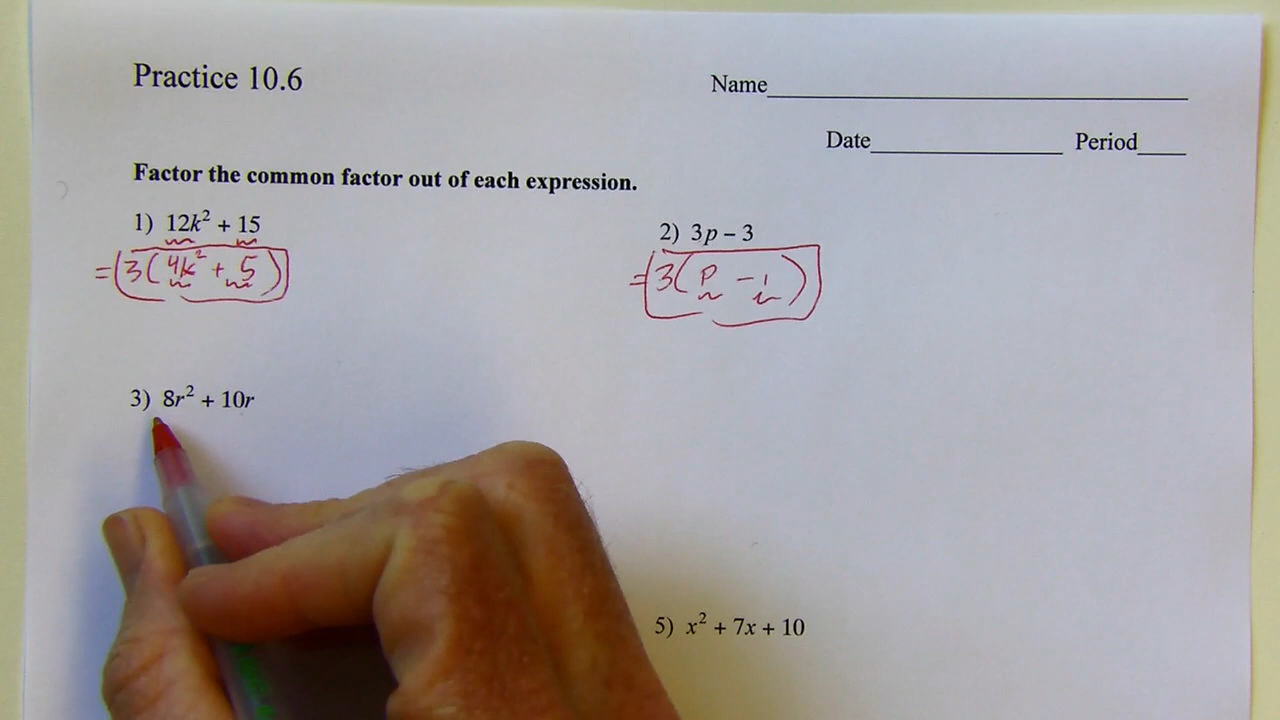 Practice 10.6
Name
Date Period
Factor the common factor out of each expression.
1) 12k² + 15
= 3(4k² + 5)
2) 3p – 3
= 3(p – 1)
3) 8r² + 10r
5) x² + 7x + 10